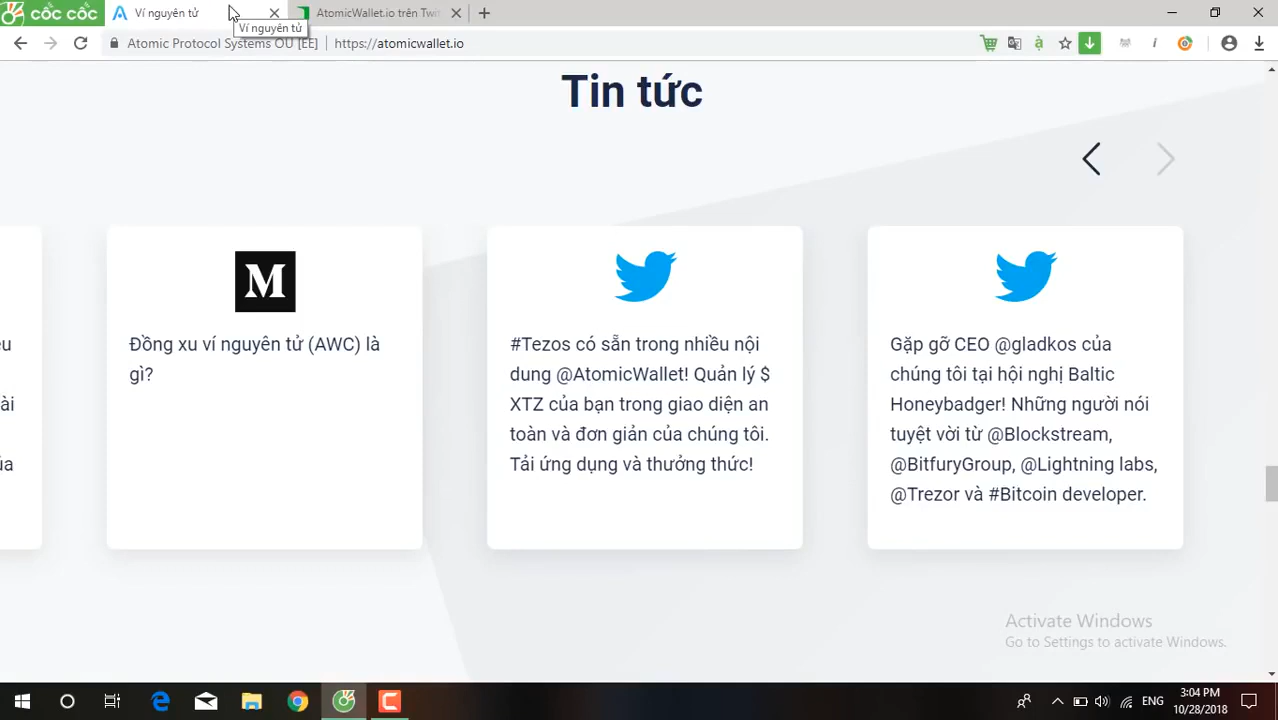 cốc cốc
Ví nguyên tử
AtomicWallet.io trên Twit
Ví nguyên tử
Atomic Protocol Systems OÜ [EE]
https://atomicwallet.io
Tin tức
M
Đồng xu ví nguyên tử (AWC) là
gì?
#Tezos có sẵn trong nhiều nội
dung @AtomicWallet! Quản lý $
XTZ của bạn trong giao diện an
toàn và đơn giản của chúng tôi.
Tải ứng dụng và thưởng thức!
Gặp gỡ CEO @gladkos của
chúng tôi tại hội nghị Baltic
Honeybadger! Những người nói
tuyệt vời từ @Blockstream,
@BitfuryGroup, @Lightning labs,
@Trezor và #Bitcoin developer.
ài
Activate Windows
Go to Settings to activate Windows.
ENG
3:04 PM
10/28/2018